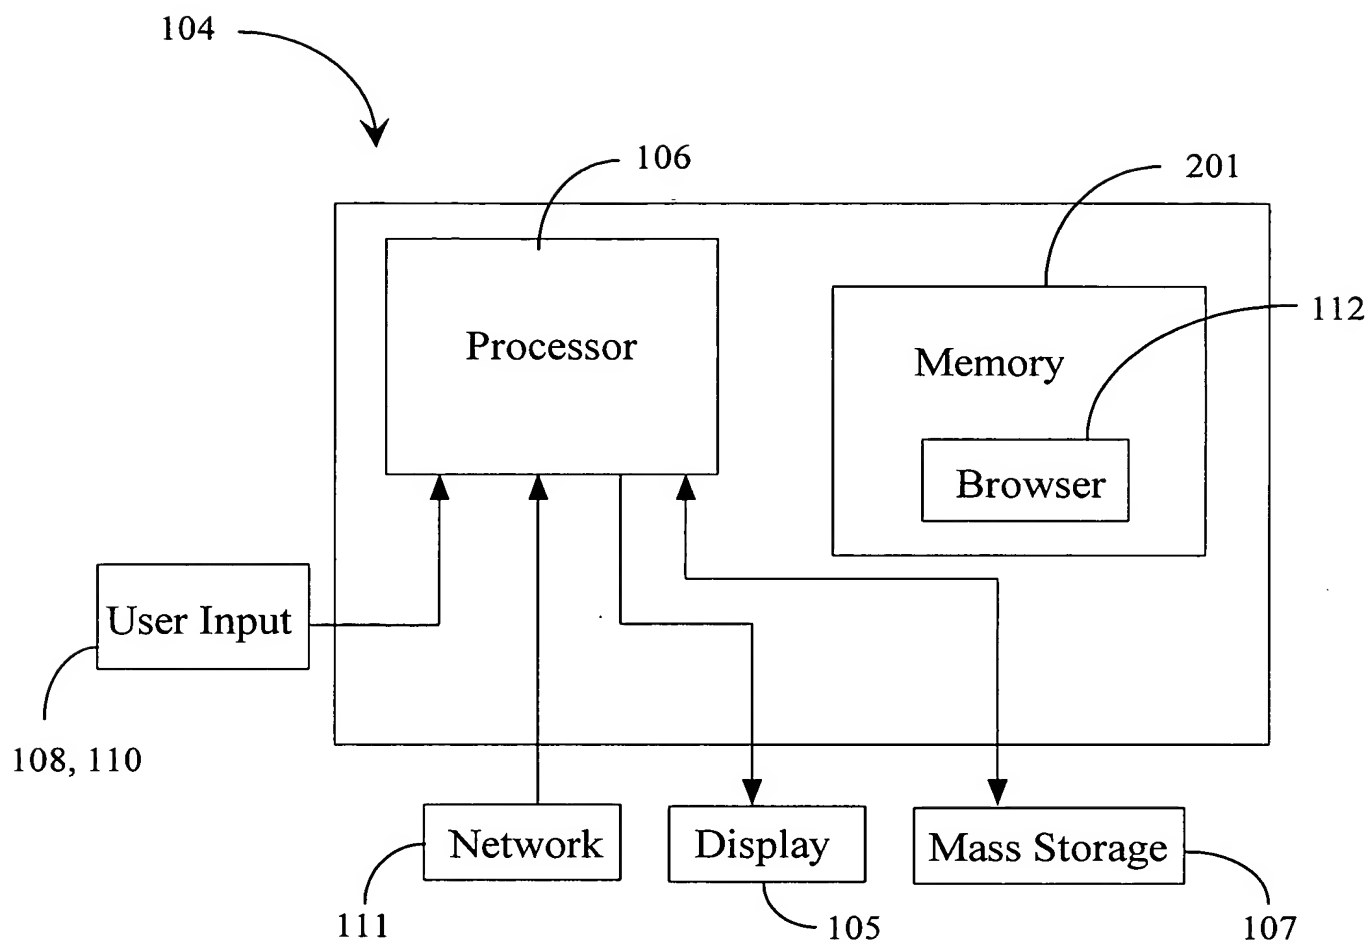 104
106
201
112
Processor
Memory
Browser
User Input
108, 110
Network
Display
Mass Storage
111
105
107